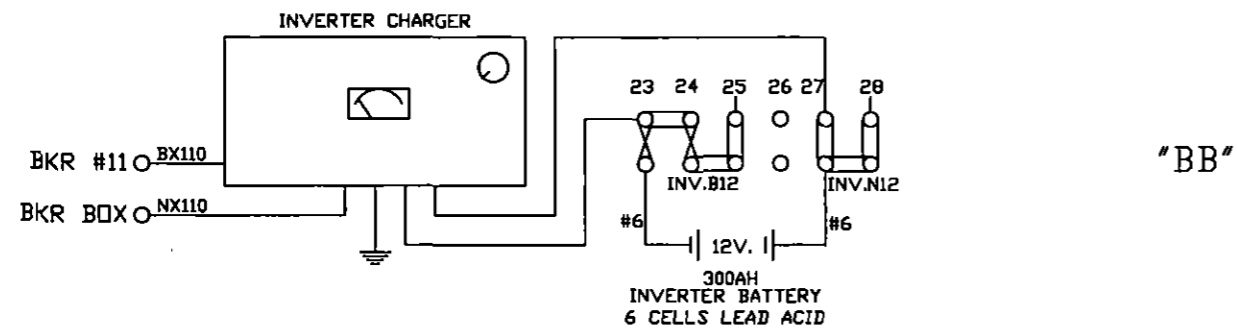 INVERTER CHARGER
23 24 25 26 27 28
BKR #11 BX110
"BB"
INV.B12 INV.N12
BKR BOX NX110
#6 #6
12V.
300AH
INVERTER BATTERY
6 CELLS LEAD ACID